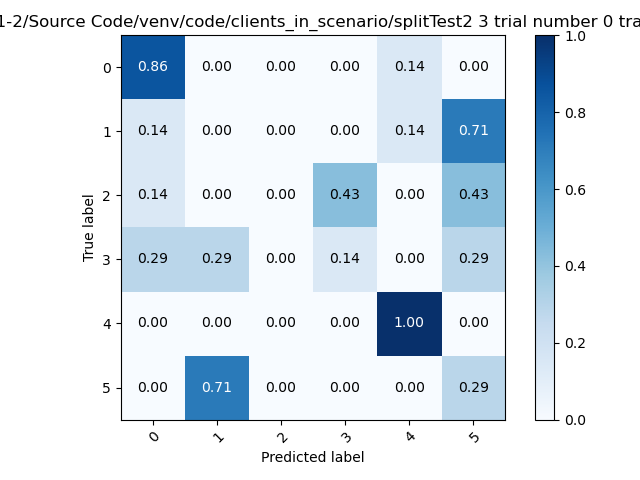 1-2/Source Code/venv/code/clients_in_scenario/splitTest2 3 trial number 0 tra
1.0
0 0.86 0.00 0.00 0.00 0.14 0.00
0.8
1 0.14 0.00 0.00 0.00 0.14 0.71
2 0.14 0.00 0.00 0.43 0.00 0.43
0.6
True label
3 0.29 0.29 0.00 0.14 0.00 0.29
0.4
4 0.00 0.00 0.00 0.00 1.00 0.00
0.2
5 0.00 0.71 0.00 0.00 0.00 0.29
0.0
0 1 2 3 4 5
Predicted label